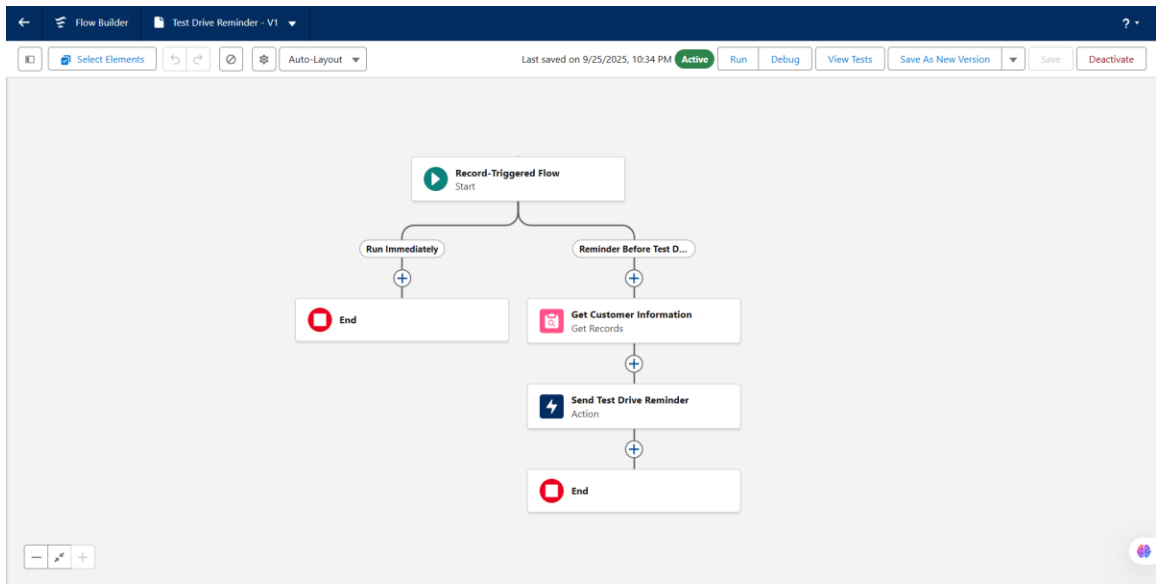 Flow Builder
Test Drive Reminder - V1
?
Select Elements
Auto-Layout
Last saved on 9/25/2025, 10:34 PM
Active
Run
Debug
View Tests
Save As New Version
Save
Deactivate
Record-Triggered Flow
Start
Run Immediately
Reminder Before Test D...
End
Get Customer Information
Get Records
Send Test Drive Reminder
Action
End